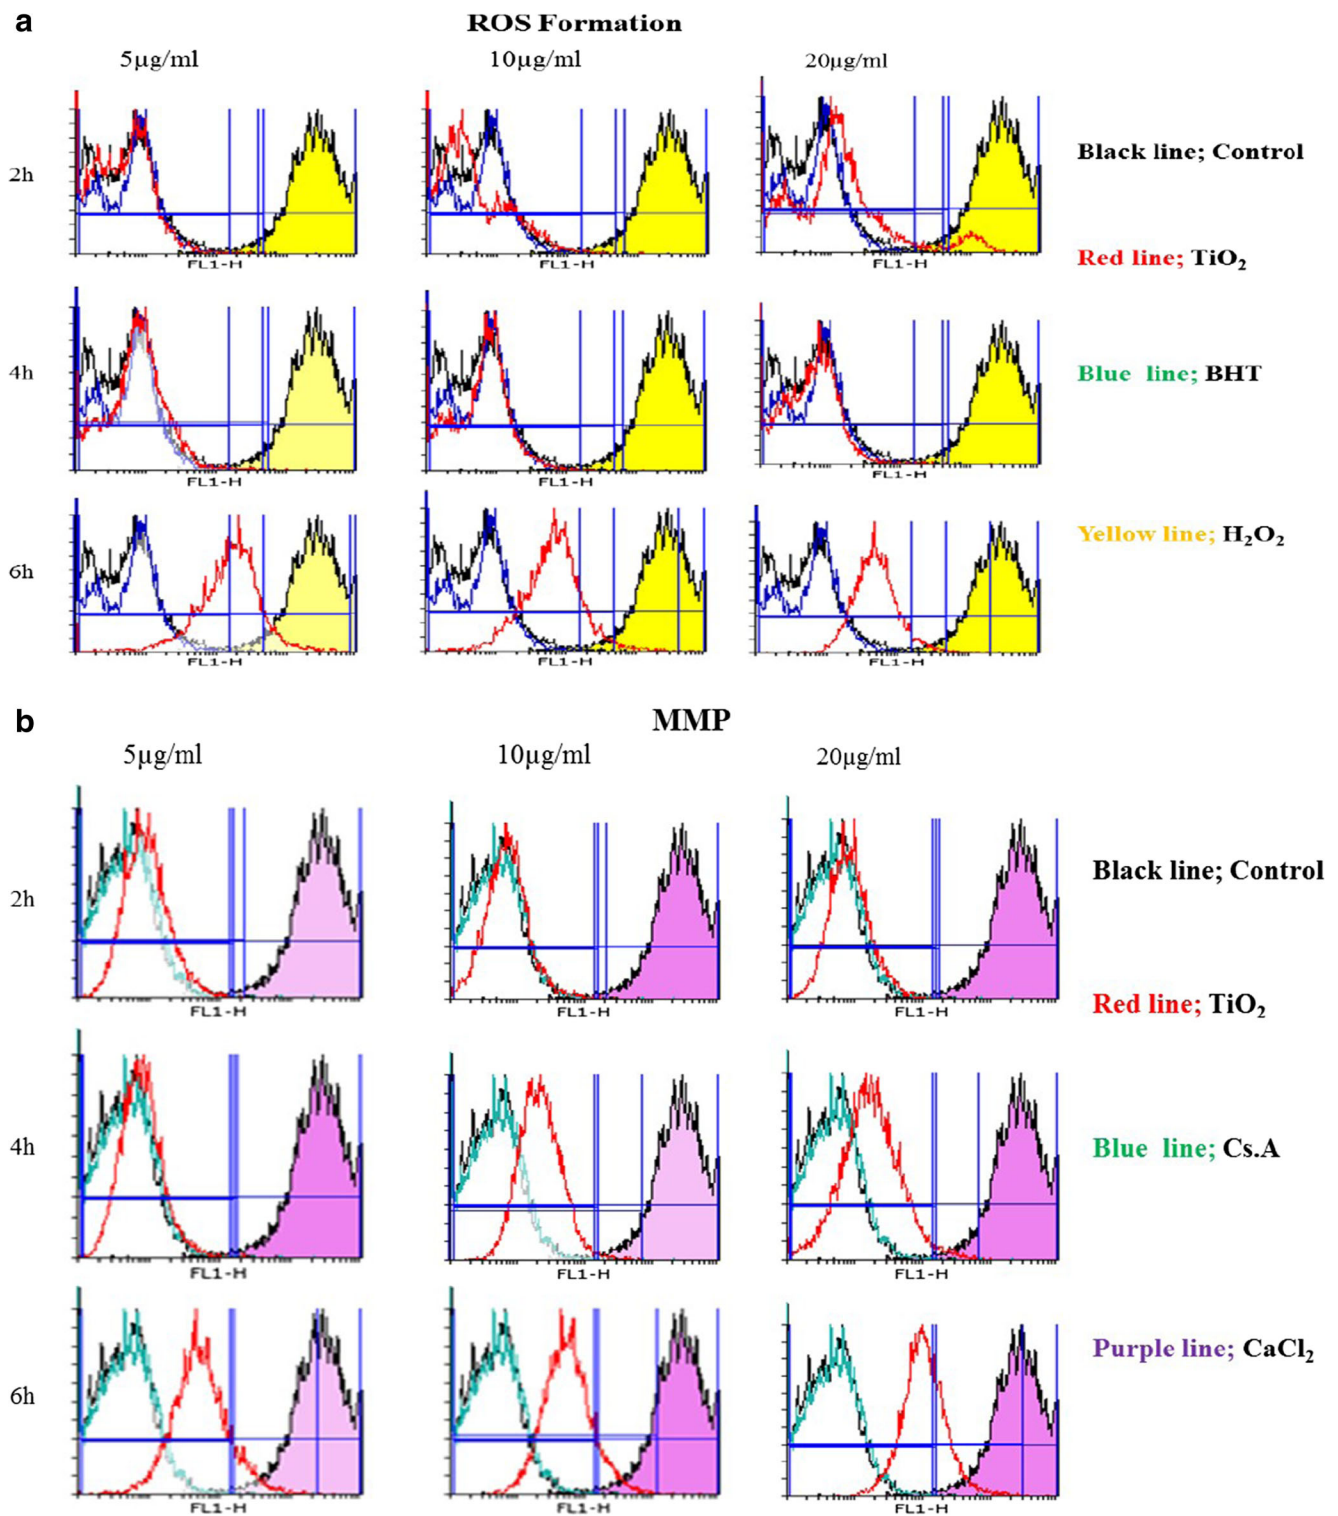 a
ROS Formation
5µg/ml
10µg/ml
20µg/ml
2h
FL1-H
FL1-H
FL1-H
Black line; Control
Red line; TiO₂
4h
FL1-H
FL1-H
FL1-H
Blue line; BHT
6h
FL1-H
FL1-H
FL1-H
Yellow line; H₂O₂
b
MMP
5µg/ml
10µg/ml
20µg/ml
2h
FL1-H
FL1-H
FL1-H
Black line; Control
Red line; TiO₂
4h
FL1-H
FL1-H
FL1-H
Blue line; Cs.A
6h
FL1-H
FL1-H
FL1-H
Purple line; CaCl₂